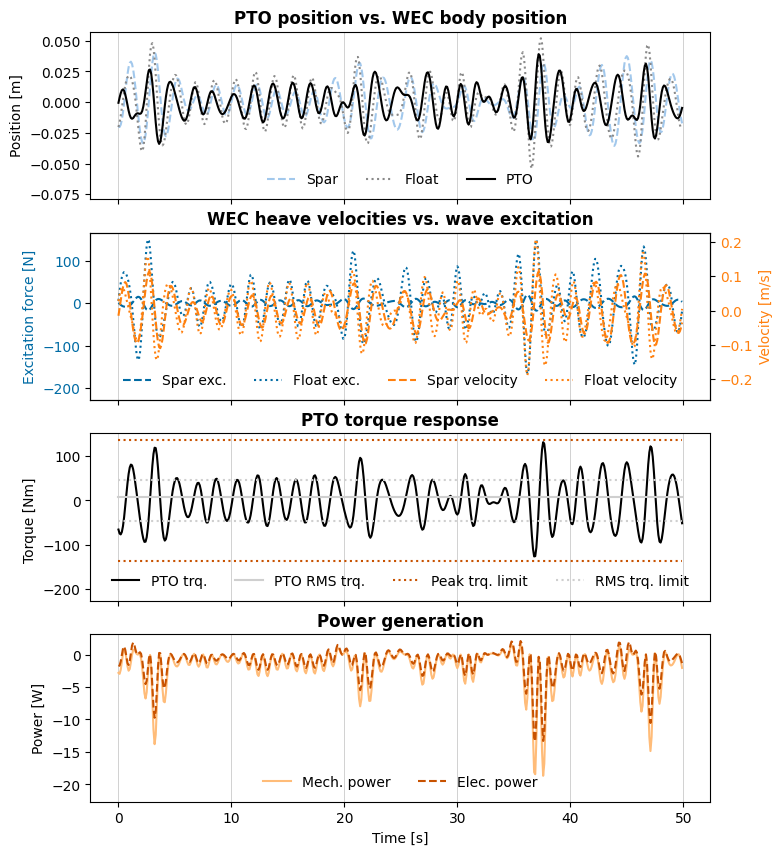 PTO position vs. WEC body position
0.050
0.025
0.000
−0.025
−0.050
−0.075
Position [m]
Spar Float PTO
WEC heave velocities vs. wave excitation
100
0
−100
−200
Excitation force [N]
0.2
0.1
0.0
−0.1
−0.2
Velocity [m/s]
Spar exc. Float exc. Spar velocity Float velocity
PTO torque response
100
0
−100
−200
Torque [Nm]
PTO trq. PTO RMS trq. Peak trq. limit RMS trq. limit
Power generation
0
−5
−10
−15
−20
Power [W]
Mech. power Elec. power
0 10 20 30 40 50
Time [s]